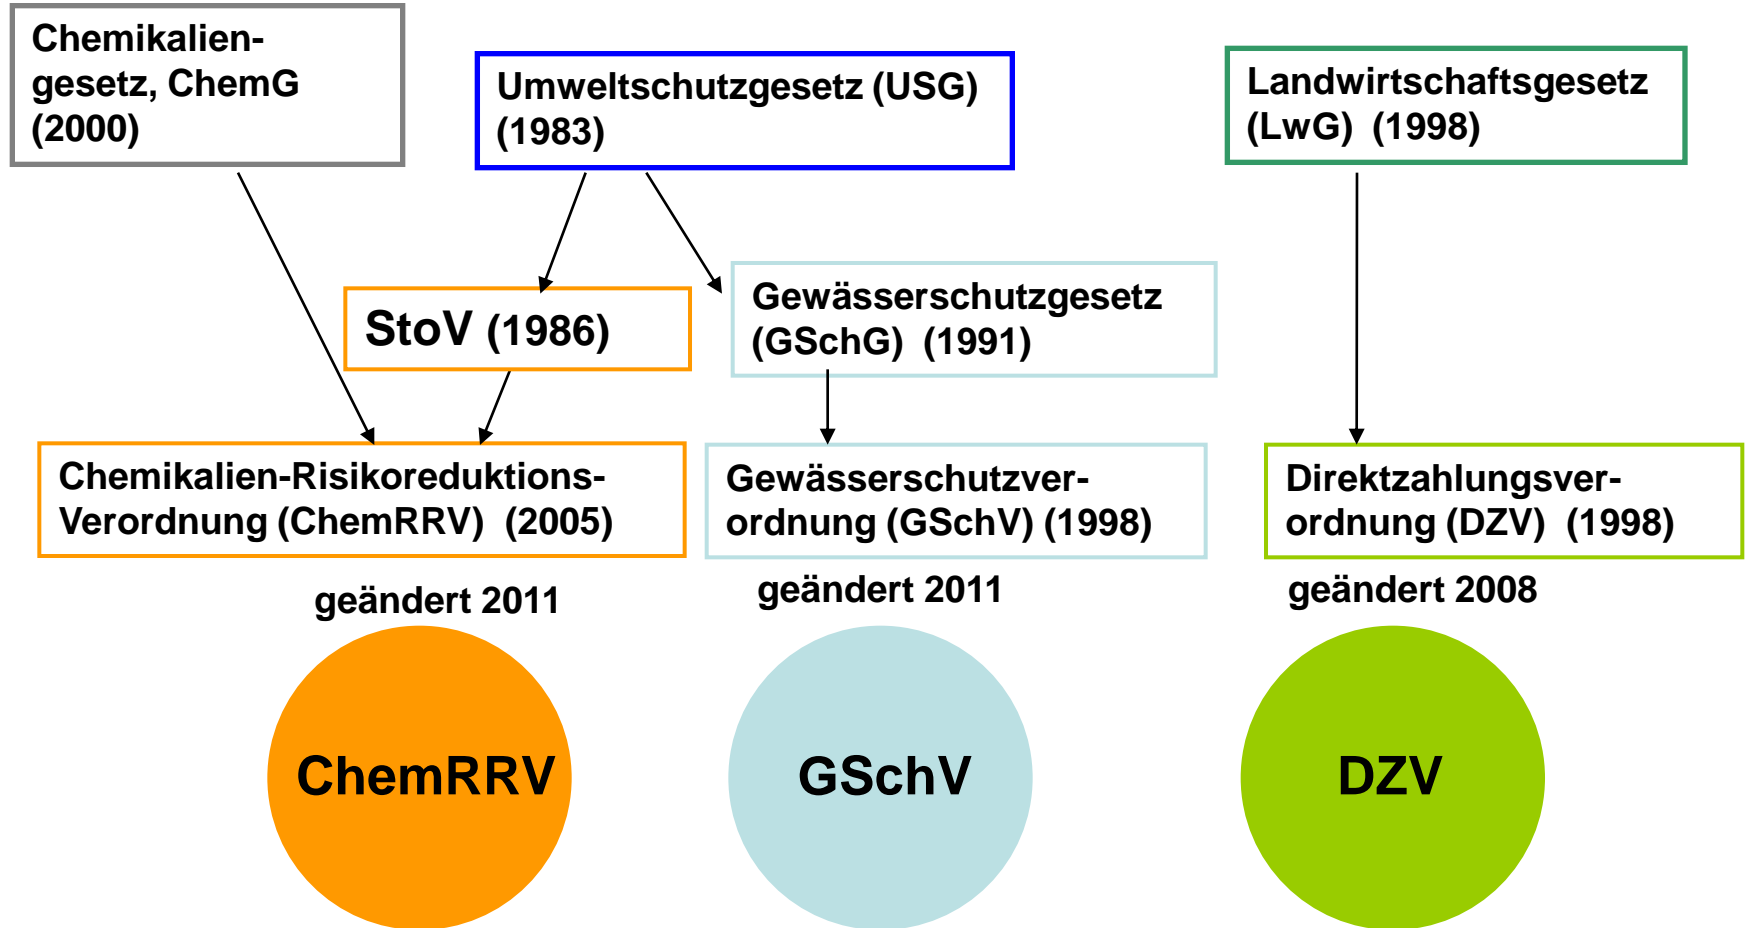 Chemikalien-
gesetz, ChemG
(2000)
Umweltschutzgesetz (USG)
(1983)
Landwirtschaftsgesetz
(LwG) (1998)
StoV (1986)
Gewässerschutzgesetz
(GSchG) (1991)
Chemikalien-Risikoreduktions-
Verordnung (ChemRRV) (2005)
Gewässerschutzver-
ordnung (GSchV) (1998)
Direktzahlungsver-
ordnung (DZV) (1998)
geändert 2011
geändert 2011
geändert 2008
ChemRRV
GSchV
DZV